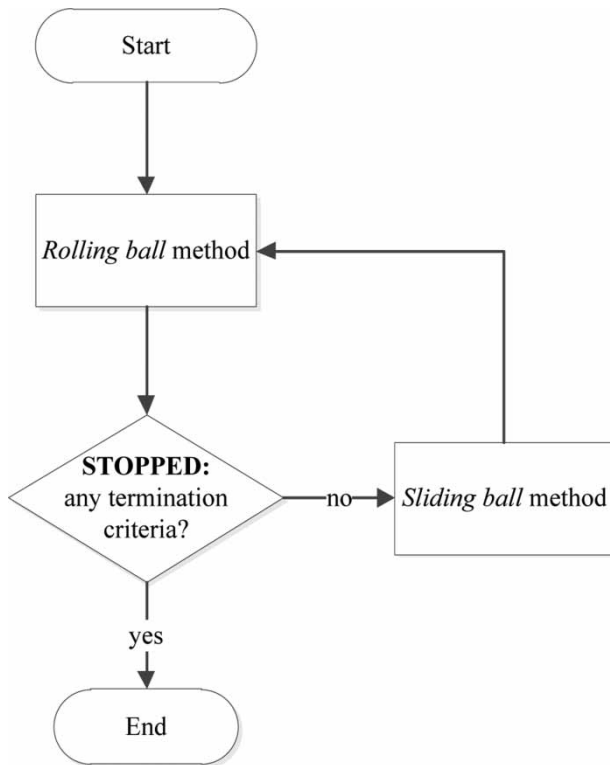 Start
Rolling ball method
STOPPED:
any termination
criteria?
no
Sliding ball method
yes
End